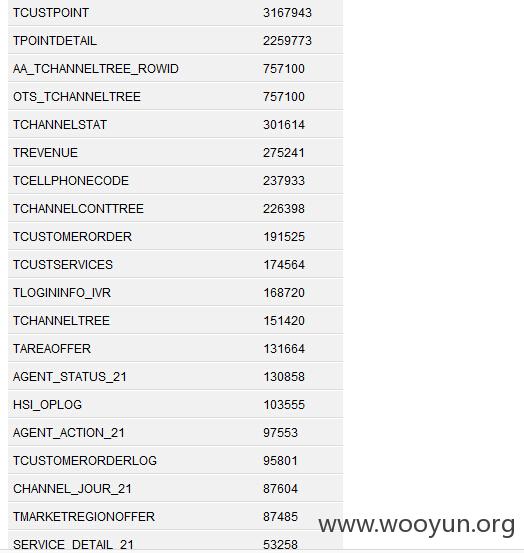 TCUSTPOINT 3167943
TPOINTDETAIL 2259773
AA_TCHANNELTREE_ROWID 757100
OTS_TCHANNELTREE 757100
TCHANNELSTAT 301614
TREVENUE 275241
TCELLPHONECODE 237933
TCHANNELCONTTREE 226398
TCUSTOMERORDER 191525
TCUSTSERVICES 174564
TLOGININFO_IVR 168720
TCHANNELTREE 151420
TAREAOFFER 131664
AGENT_STATUS_21 130858
HSI_OPLOG 103555
AGENT_ACTION_21 97553
TCUSTOMERORDERLOG 95801
CHANNEL_JOUR_21 87604
TMARKETREGIONOFFER 87485
www.wooyun.org
SERVICE_DETAIL_21 53258